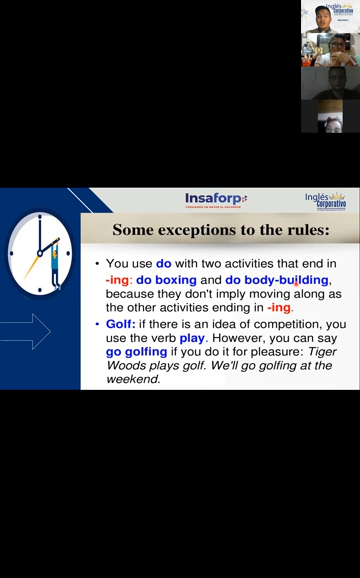 Inglés
Corporativo
Insaforp
Inglés
Corporativo
Some exceptions to the rules:
• You use do with two activities that end in
-ing: do boxing and do body-building,
because they don't imply moving along as
the other activities ending in -ing.
• Golf: if there is an idea of competition, you
use the verb play. However, you can say
go golfing if you do it for pleasure: Tiger
Woods plays golf. We'll go golfing at the
weekend.